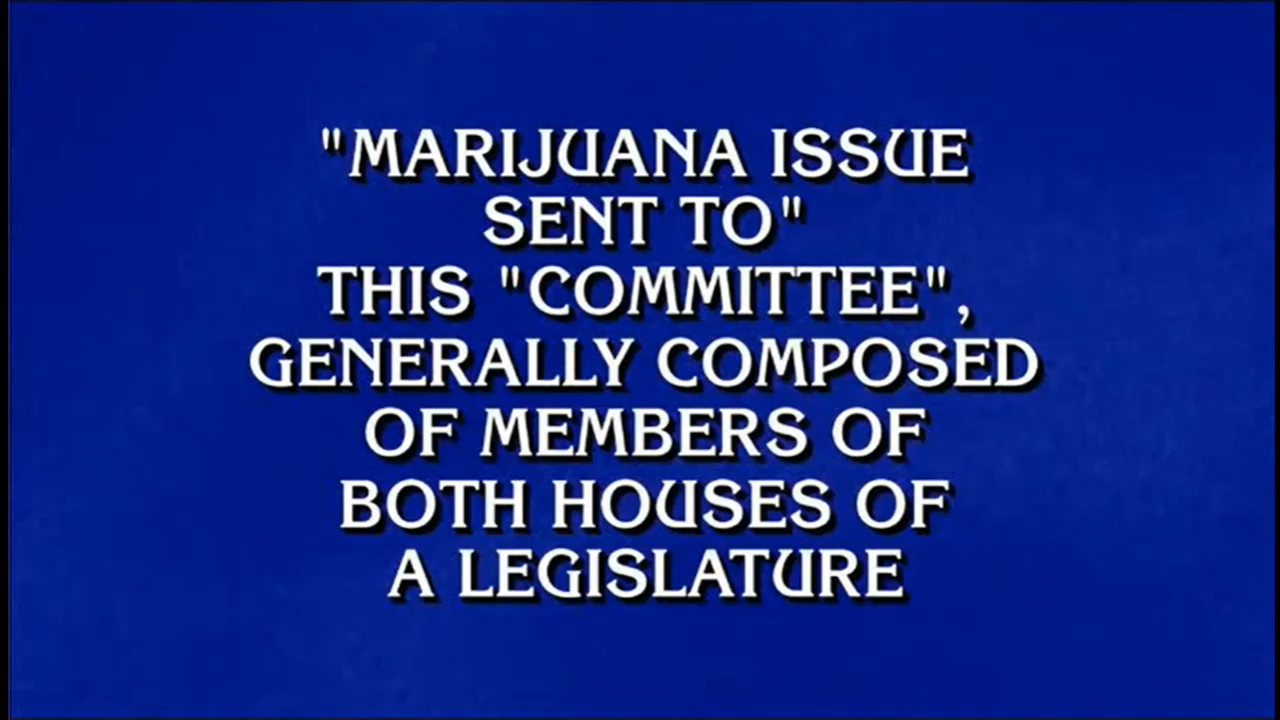 "MARIJUANA ISSUE
SENT TO"
THIS "COMMITTEE",
GENERALLY COMPOSED
OF MEMBERS OF
BOTH HOUSES OF
A LEGISLATURE